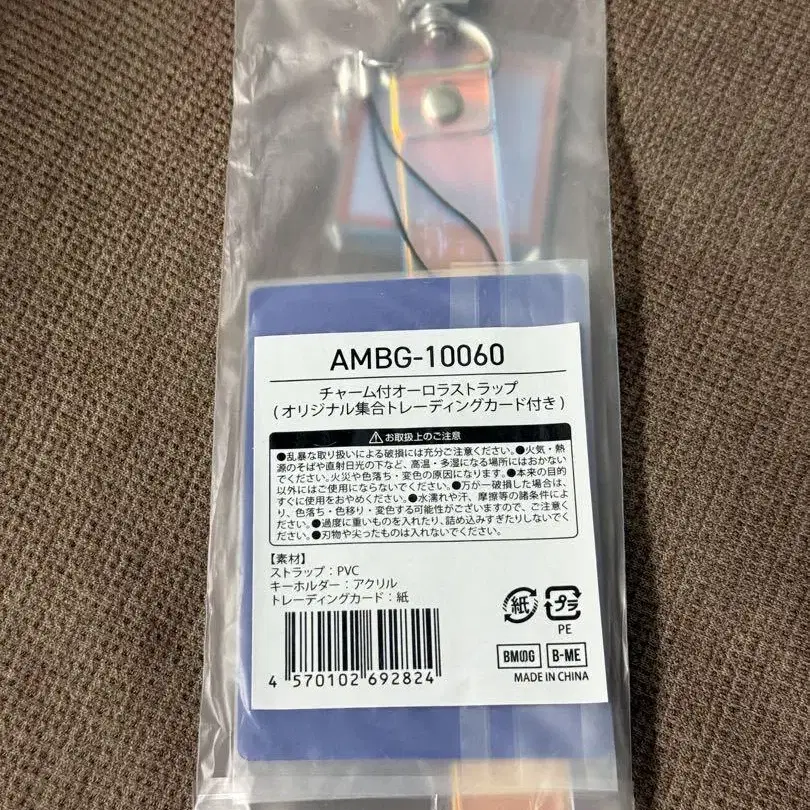 AMBG-10060
チャーム付オーロラストラップ
(オリジナル集合トレーディングカード付き)
お取扱上のご注意
●乱暴な取り扱いによる破損には充分ご注意ください。●火気・熱
源のそばや直射日光の下など、高温・多湿になる場所にはおかない
でください。火災や色落ち・変色の原因になります。●本来の目的
以外にはご使用にならないでください。●万が一破損した場合は、
すぐに使用をおやめください。●水濡れや汗、摩擦等の諸条件によ
り、色落ち・色移り・変色する可能性がございますので、ご注意くだ
さい。●過度に重いものを入れたり、詰め込みすぎたりしないでくだ
さい。●刃物や尖ったものは入れないでください。
【素材】
ストラップ:PVC
キーホルダー:アクリル
トレーディングカード:紙
紙 プラ
PE
BMG B-ME
MADE IN CHINA
4 570102 692824